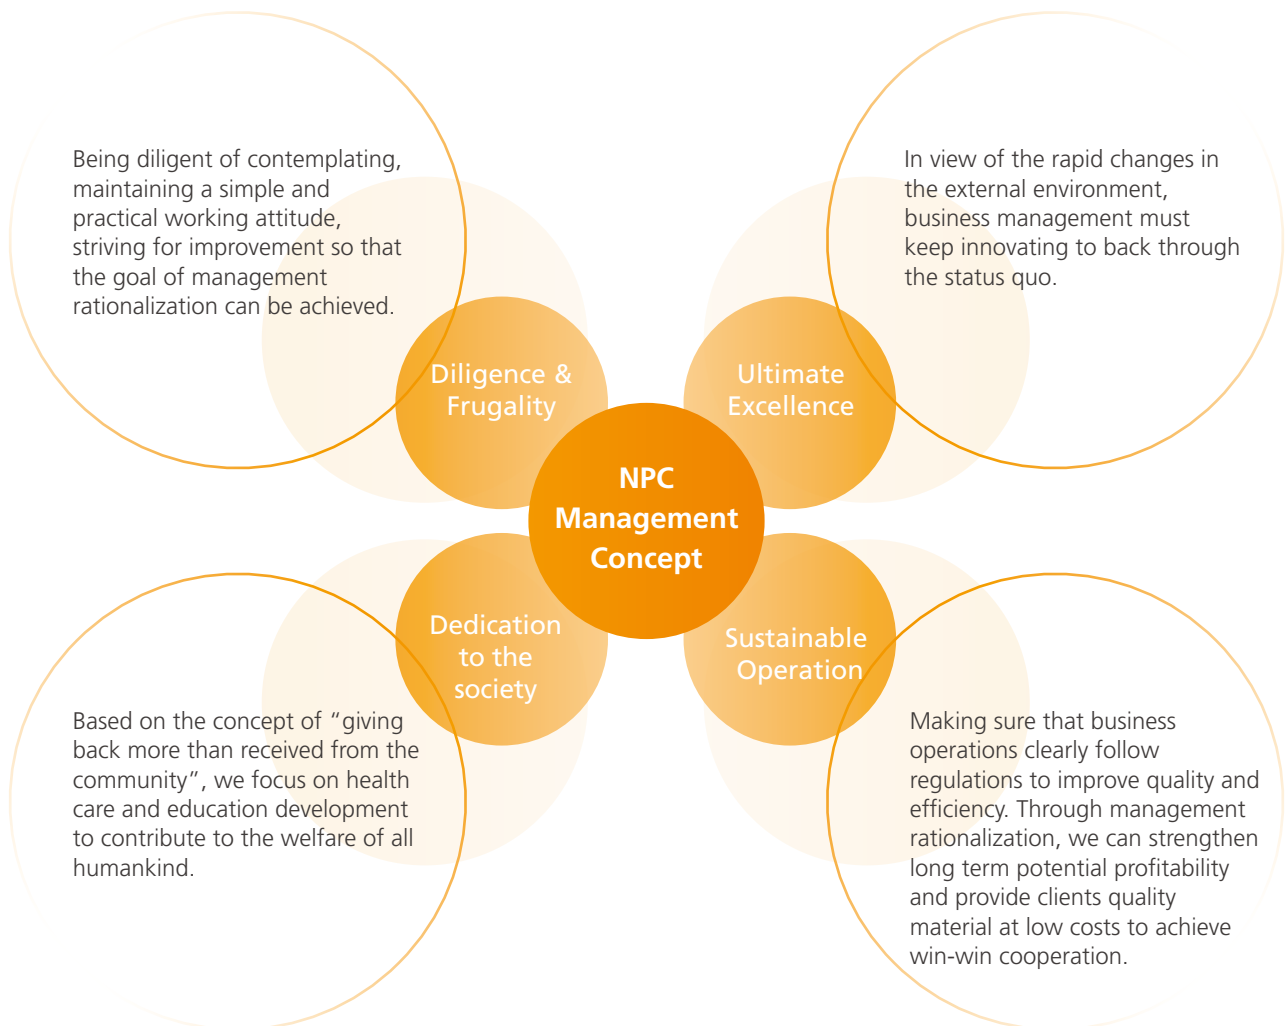 Being diligent of contemplating,
maintaining a simple and
practical working attitude,
striving for improvement so that
the goal of management
rationalization can be achieved.
In view of the rapid changes in
the external environment,
business management must
keep innovating to back through
the status quo.
Diligence &
Frugality
Ultimate
Excellence
NPC
Management
Concept
Dedication
to the
society
Sustainable
Operation
Based on the concept of “giving
back more than received from the
community”, we focus on health
care and education development
to contribute to the welfare of all
humankind.
Making sure that business
operations clearly follow
regulations to improve quality and
efficiency. Through management
rationalization, we can strengthen
long term potential profitability
and provide clients quality
material at low costs to achieve
win-win cooperation.